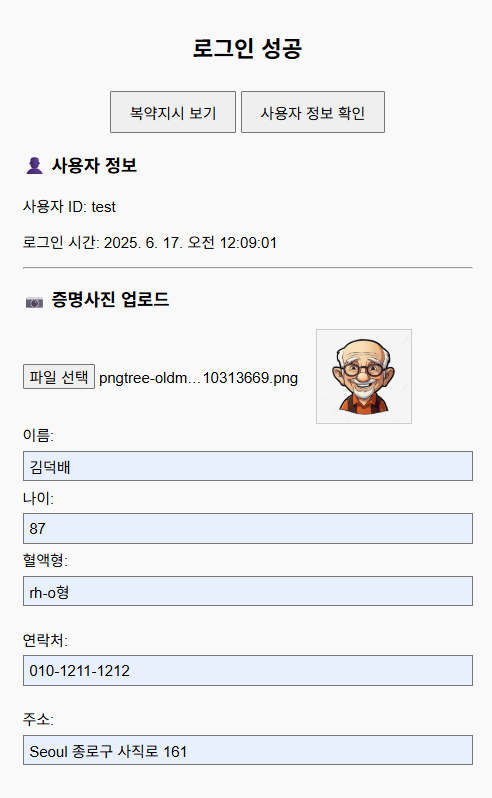 로그인 성공
복약지시 보기 사용자 정보 확인
사용자 정보
사용자 ID: test
로그인 시간: 2025. 6. 17. 오전 12:09:01
증명사진 업로드
파일 선택 pngtree-oldm…10313669.png
이름:
김덕배
나이:
87
혈액형:
rh-o형
연락처:
010-1211-1212
주소:
Seoul 종로구 사직로 161